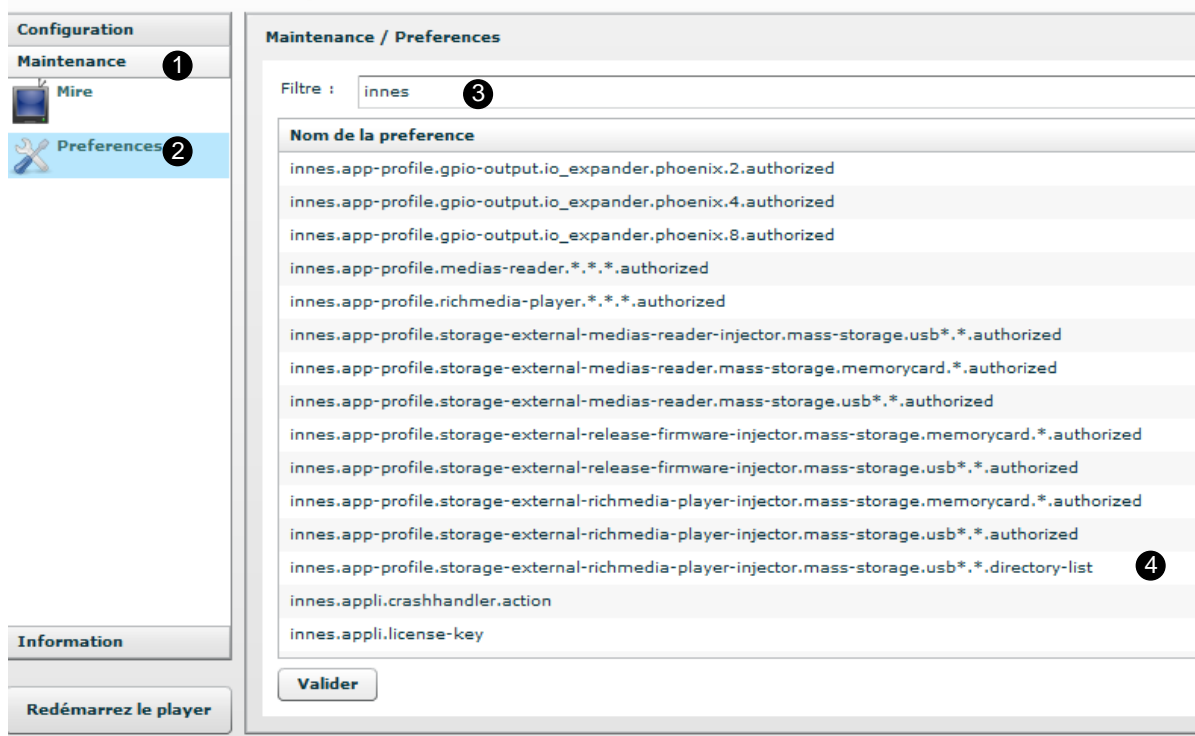 Configuration
Maintenance 1
Mire
Preferences 2
Information
Redémarrez le player
Maintenance / Preferences
Filtre : innes 3
Nom de la preference
innes.app-profile.gpio-output.io_expander.phoenix.2.authorized
innes.app-profile.gpio-output.io_expander.phoenix.4.authorized
innes.app-profile.gpio-output.io_expander.phoenix.8.authorized
innes.app-profile.medias-reader.*.*.*.authorized
innes.app-profile.richmedia-player.*.*.*.authorized
innes.app-profile.storage-external-medias-reader-injector.mass-storage.usb*.*.authorized
innes.app-profile.storage-external-medias-reader.mass-storage.memorycard.*.authorized
innes.app-profile.storage-external-medias-reader.mass-storage.usb*.*.authorized
innes.app-profile.storage-external-release-firmware-injector.mass-storage.memorycard.*.authorized
innes.app-profile.storage-external-release-firmware-injector.mass-storage.usb*.*.authorized
innes.app-profile.storage-external-richmedia-player-injector.mass-storage.memorycard.*.authorized
innes.app-profile.storage-external-richmedia-player-injector.mass-storage.usb*.*.authorized
innes.app-profile.storage-external-richmedia-player-injector.mass-storage.usb*.*.directory-list 4
innes.appli.crashhandler.action
innes.appli.license-key
Valider